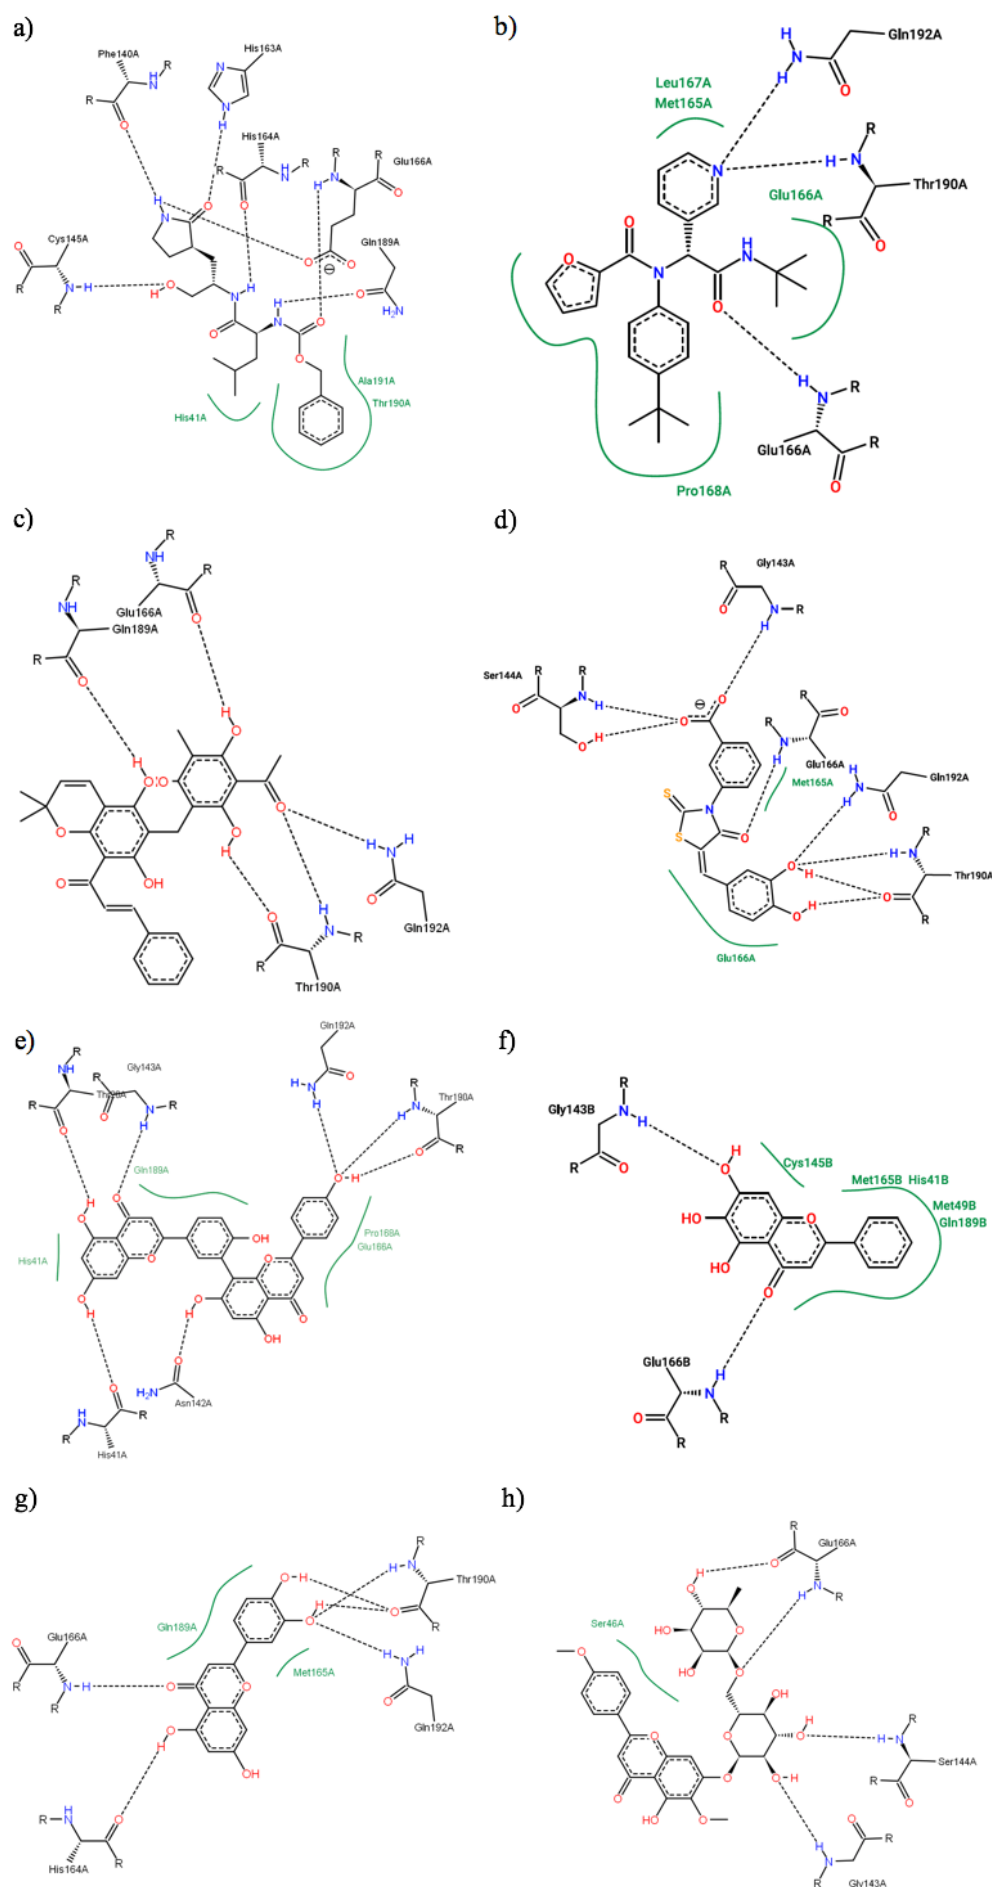 a)
Phe140A
His163A
His164A
Glu166A
Cys145A
Gln189A
His41A
Ala191A
Thr190A
b)
Gln192A
Leu167A
Met165A
Glu166A
Thr190A
Glu166A
Pro168A
c)
Glu166A
Gln189A
Gln192A
Thr190A
d)
Gly143A
Ser144A
Glu166A
Met165A
Gln192A
Thr190A
Glu166A
e)
Gln192A
Gly143A
Thr190A
Gln189A
His41A
Pro168A
Glu166A
Asn142A
His41A
f)
Gly143B
Cys145B
Met165B His41B
Met49B
Gln189B
Glu166B
g)
Thr190A
Gln189A
Glu166A
Met165A
Gln192A
His164A
h)
Glu166A
Ser46A
Ser144A
Gly143A